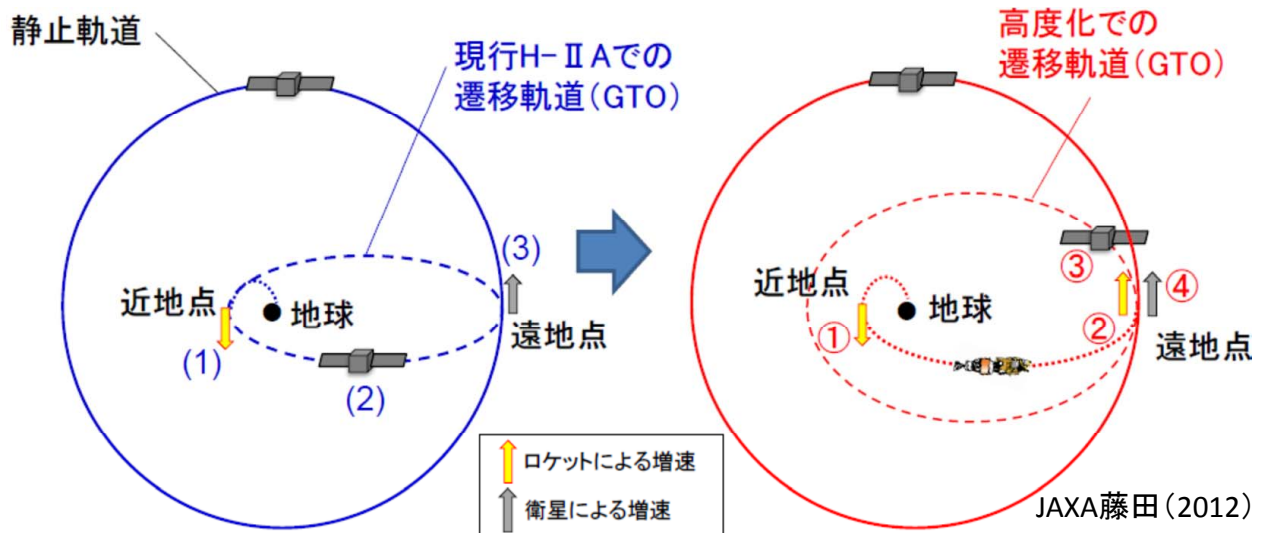 静止軌道
現行H-ⅡAでの
遷移軌道(GTO)
近地点
地球
遠地点
(1)
(2)
(3)
高度化での
遷移軌道(GTO)
近地点
地球
遠地点
①
②
③
④
ロケットによる増速
衛星による増速
JAXA藤田(2012)